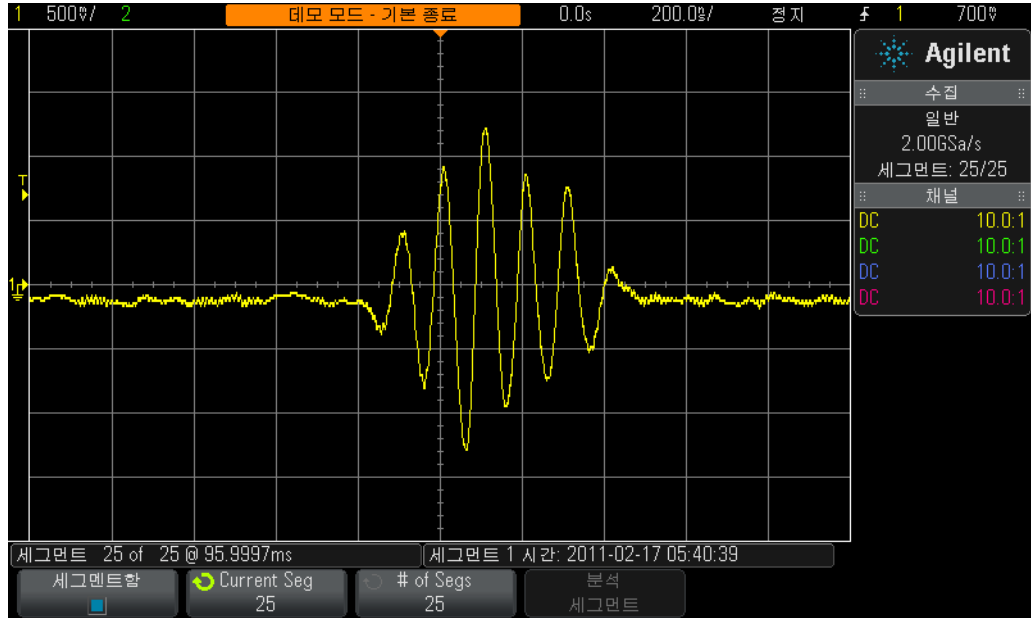 1 500mV/ 2 데모 모드 - 기본 종료 0.0s 200.0ns/ 정지 1 700mV
Agilent
수집
일반
2.00GSa/s
세그먼트: 25/25
채널
DC 10.0:1
DC 10.0:1
DC 10.0:1
DC 10.0:1
T
1
세그먼트 25 of 25 @ 95.9997ms 세그먼트 1 시간: 2011-02-17 05:40:39
세그멘트함 Current Seg # of Segs 분석
25 25 세그먼트